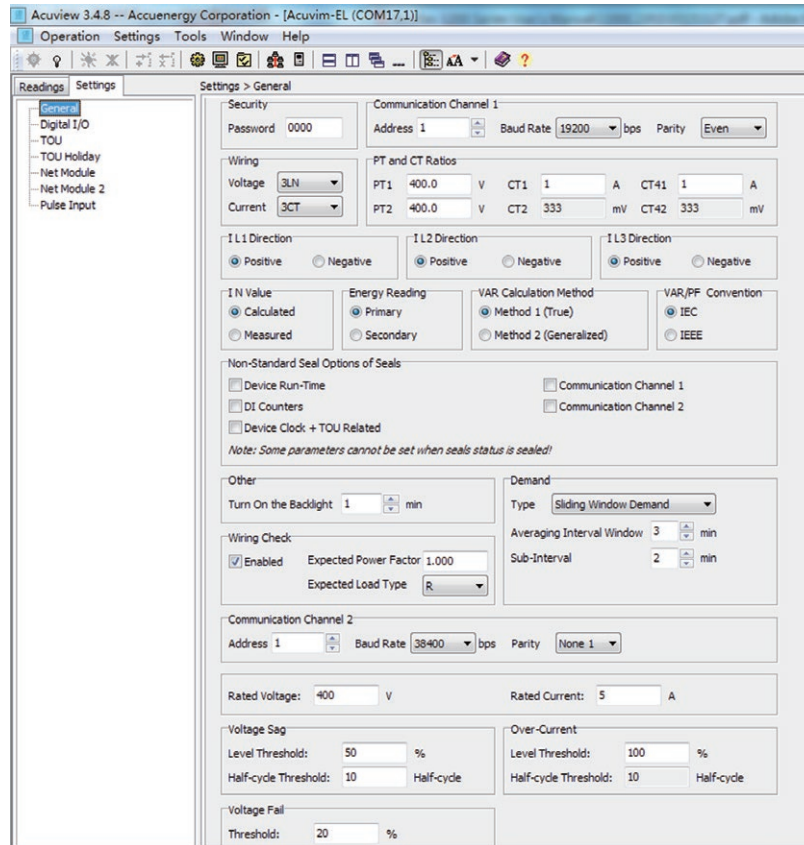 Acuview 3.4.8 -- Accuenergy Corporation - [Acuvim-EL (COM17,1)]
Operation Settings Tools Window Help
Readings Settings
Settings > General
General
Digital I/O
TOU
TOU Holiday
Net Module
Net Module 2
Pulse Input
Security
Password 0000
Communication Channel 1
Address 1 Baud Rate 19200 bps Parity Even
Wiring
Voltage 3LN
Current 3CT
PT and CT Ratios
PT1 400.0 V CT1 1 A CT41 1 A
PT2 400.0 V CT2 333 mV CT42 333 mV
I L1 Direction
Positive Negative
I L2 Direction
Positive Negative
I L3 Direction
Positive Negative
I N Value
Calculated
Measured
Energy Reading
Primary
Secondary
VAR Calculation Method
Method 1 (True)
Method 2 (Generalized)
VAR/PF Convention
IEC
IEEE
Non-Standard Seal Options of Seals
Device Run-Time Communication Channel 1
DI Counters Communication Channel 2
Device Clock + TOU Related
Note: Some parameters cannot be set when seals status is sealed!
Other
Turn On the Backlight 1 min
Demand
Type Sliding Window Demand
Averaging Interval Window 3 min
Sub-Interval 2 min
Wiring Check
Enabled Expected Power Factor 1.000
Expected Load Type R
Communication Channel 2
Address 1 Baud Rate 38400 bps Parity None 1
Rated Voltage: 400 V Rated Current: 5 A
Voltage Sag
Level Threshold: 50 %
Half-cycle Threshold: 10 Half-cycle
Over-Current
Level Threshold: 100 %
Half-cycle Threshold: 10 Half-cycle
Voltage Fail
Threshold: 20 %